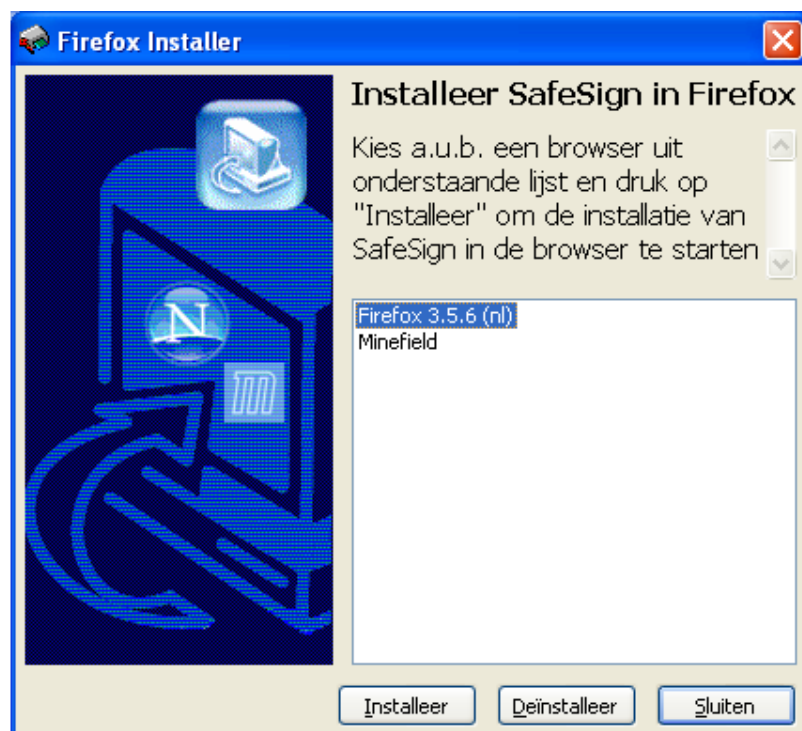 Firefox Installer
Installeer SafeSign in Firefox
Kies a.u.b. een browser uit
onderstaande lijst en druk op
"Installeer" om de installatie van
SafeSign in de browser te starten
Firefox 3.5.6 (nl)
Minefield
N
m
Installeer
Deïnstalleer
Sluiten